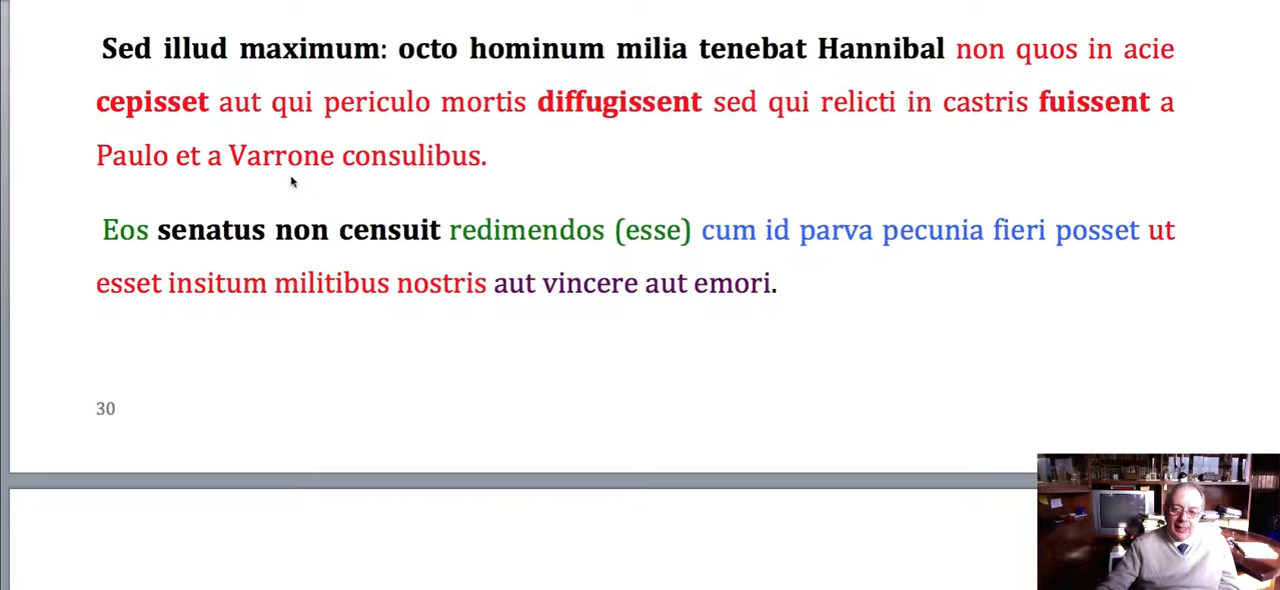 Sed illud maximum: octo hominum milia tenebat Hannibal non quos in acie
cepisset aut qui periculo mortis diffugissent sed qui relicti in castris fuissent a
Paulo et a Varrone consulibus.
Eos senatus non censuit redimendos (esse) cum id parva pecunia fieri posset ut
esset insitum militibus nostris aut vincere aut emori.
30